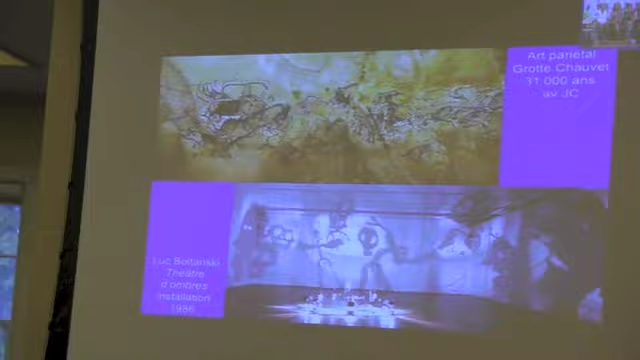 Art pariétal
Grotte Chauvet
31 000 ans
av JC
Luc Boltanski
Théâtre
d'ombres
installation
1986